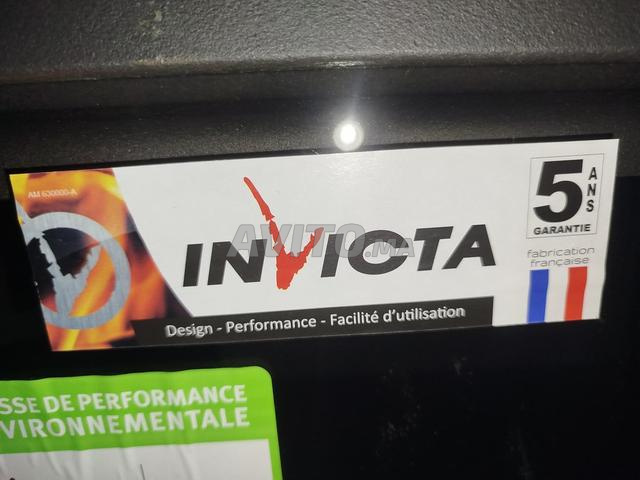 AM 630000-A
INVICTA
AVITO.MA
Design - Performance - Facilité d'utilisation
5 ANS
GARANTIE
fabrication
française
SSE DE PERFORMANCE
VIRONNEMENTALE